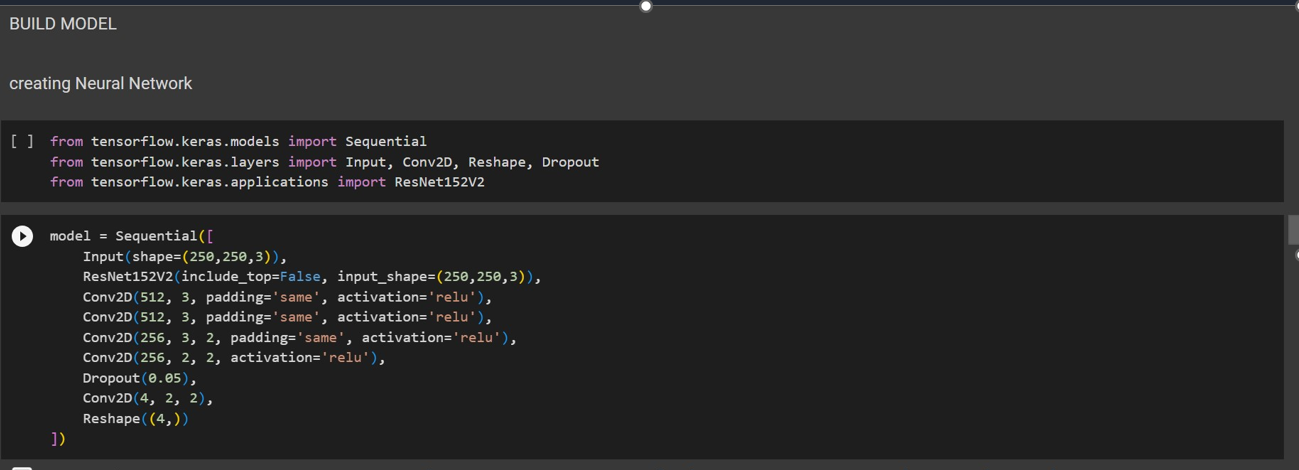 BUILD MODEL
creating Neural Network
[ ] from tensorflow.keras.models import Sequential
from tensorflow.keras.layers import Input, Conv2D, Reshape, Dropout
from tensorflow.keras.applications import ResNet152V2
model = Sequential([
    Input(shape=(250,250,3)),
    ResNet152V2(include_top=False, input_shape=(250,250,3)),
    Conv2D(512, 3, padding='same', activation='relu'),
    Conv2D(512, 3, padding='same', activation='relu'),
    Conv2D(256, 3, 2, padding='same', activation='relu'),
    Conv2D(256, 2, 2, activation='relu'),
    Dropout(0.05),
    Conv2D(4, 2, 2),
    Reshape((4,))
])